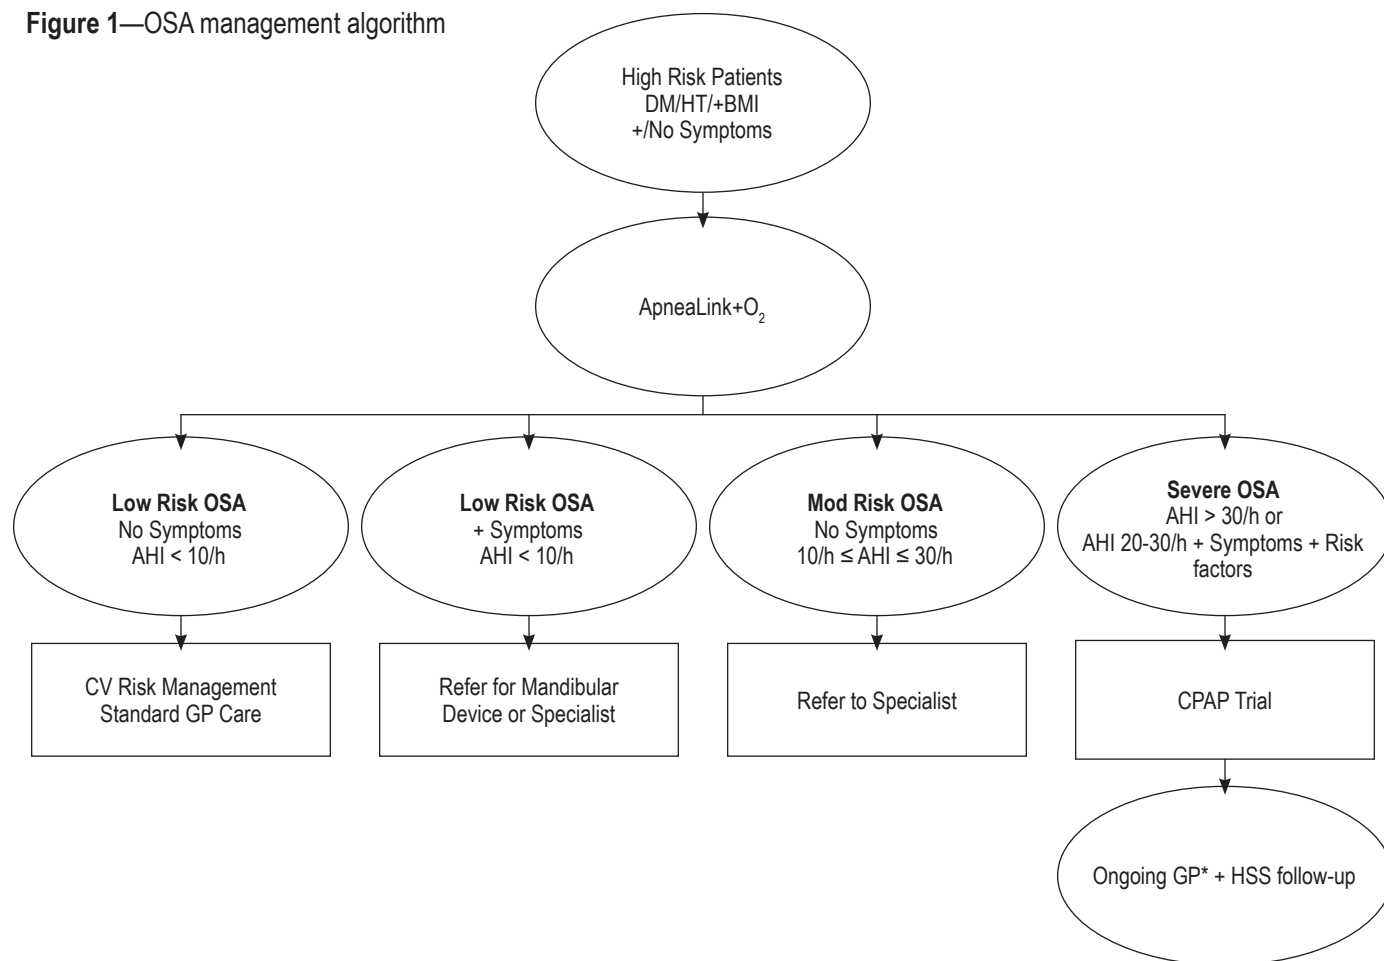 Figure 1—OSA management algorithm
High Risk Patients
DM/HT/+BMI
+/No Symptoms
ApneaLink+O₂
Low Risk OSA
No Symptoms
AHI < 10/h
Low Risk OSA
+ Symptoms
AHI < 10/h
Mod Risk OSA
No Symptoms
10/h ≤ AHI ≤ 30/h
Severe OSA
AHI > 30/h or
AHI 20-30/h + Symptoms + Risk
factors
CV Risk Management
Standard GP Care
Refer for Mandibular
Device or Specialist
Refer to Specialist
CPAP Trial
Ongoing GP* + HSS follow-up